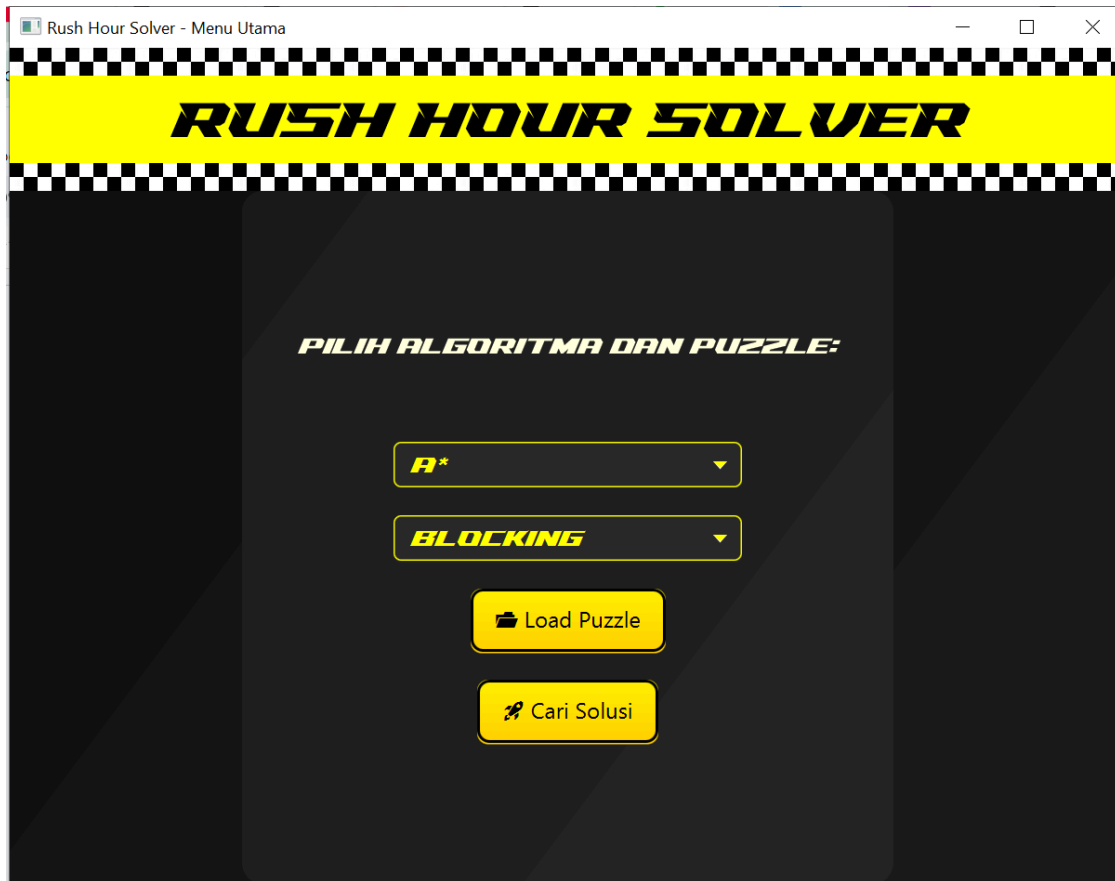 Rush Hour Solver - Menu Utama
RUSH HOUR SOLVER
PILIH ALGORITMA DAN PUZZLE:
A*
BLOCKING
Load Puzzle
Cari Solusi